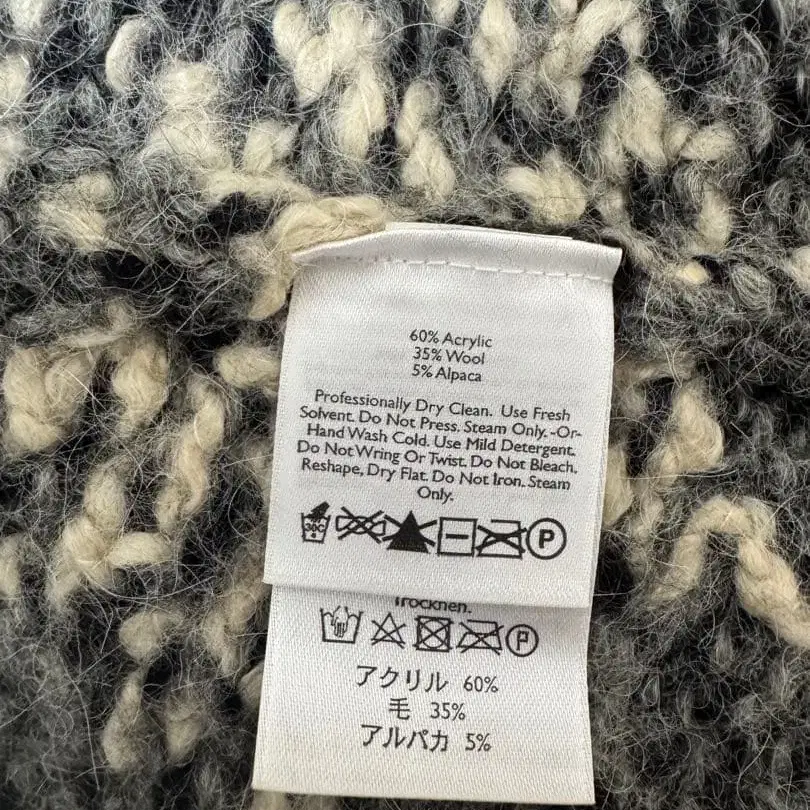 60% Acrylic
35% Wool
5% Alpaca
Professionally Dry Clean. Use Fresh
Solvent. Do Not Press. Steam Only. -Or-
Hand Wash Cold. Use Mild Detergent.
Do Not Wring Or Twist. Do Not Bleach.
Reshape, Dry Flat. Do Not Iron. Steam
Only.
30C
P
Trocknen.
P
アクリル 60%
毛 35%
アルパカ 5%